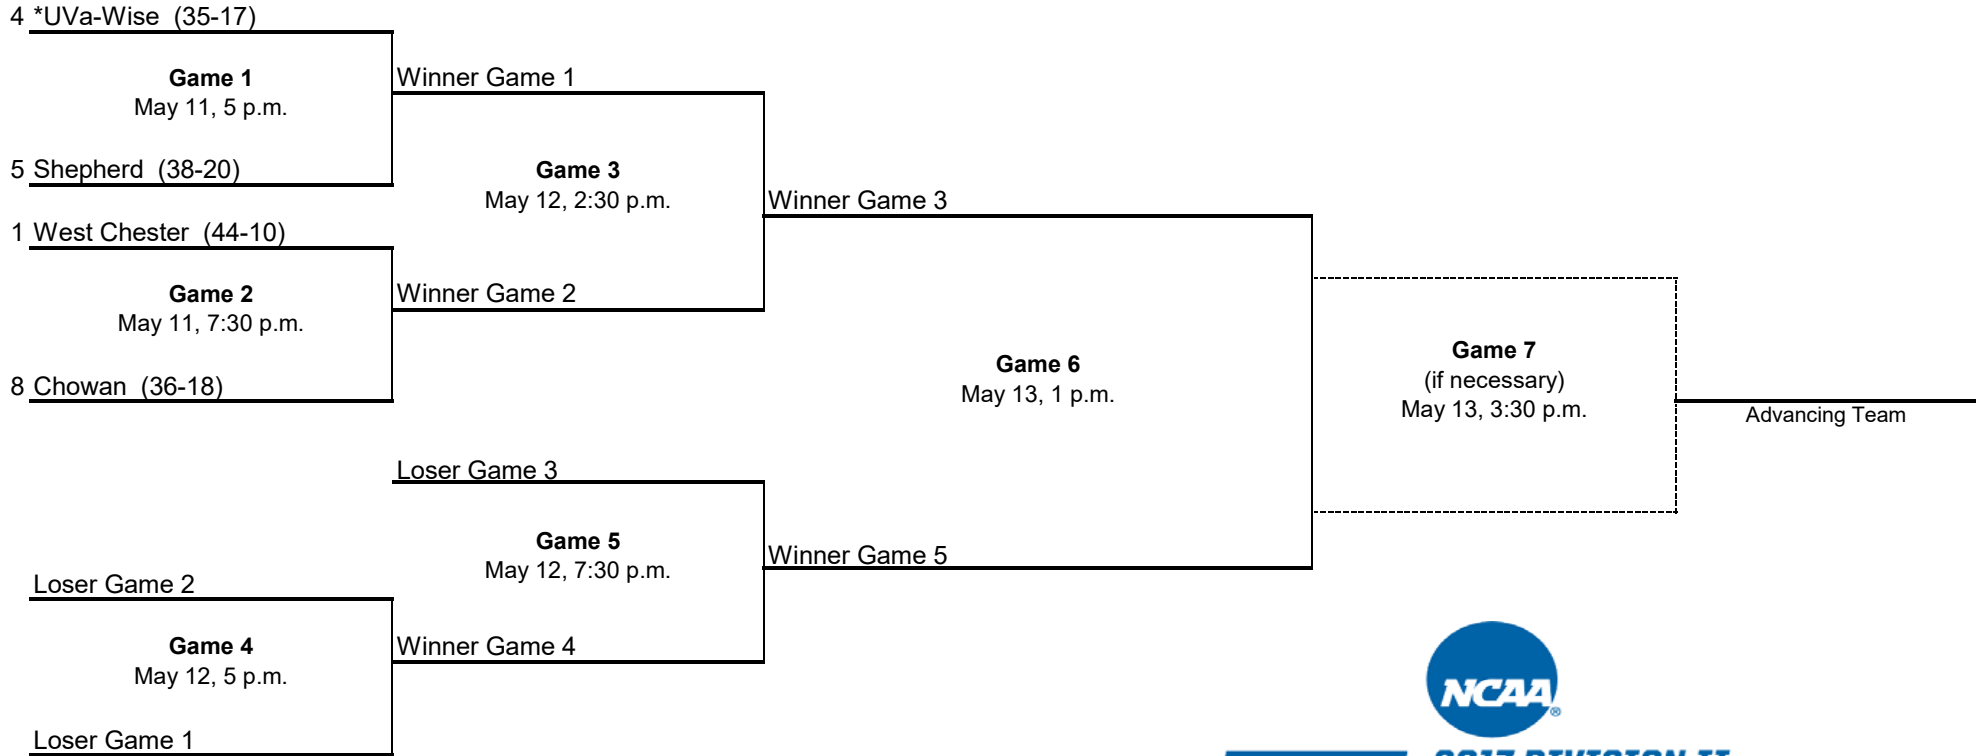 4 *UVa-Wise (35-17)
Game 1
May 11, 5 p.m.
5 Shepherd (38-20)
Winner Game 1
Game 3
May 12, 2:30 p.m.
1 West Chester (44-10)
Game 2
May 11, 7:30 p.m.
8 Chowan (36-18)
Winner Game 2
Winner Game 3
Game 6
May 13, 1 p.m.
Game 7
(if necessary)
May 13, 3:30 p.m.
Advancing Team
Loser Game 3
Game 5
May 12, 7:30 p.m.
Winner Game 5
Loser Game 2
Game 4
May 12, 5 p.m.
Loser Game 1
Winner Game 4
NCAA®
2017 DIVISION II